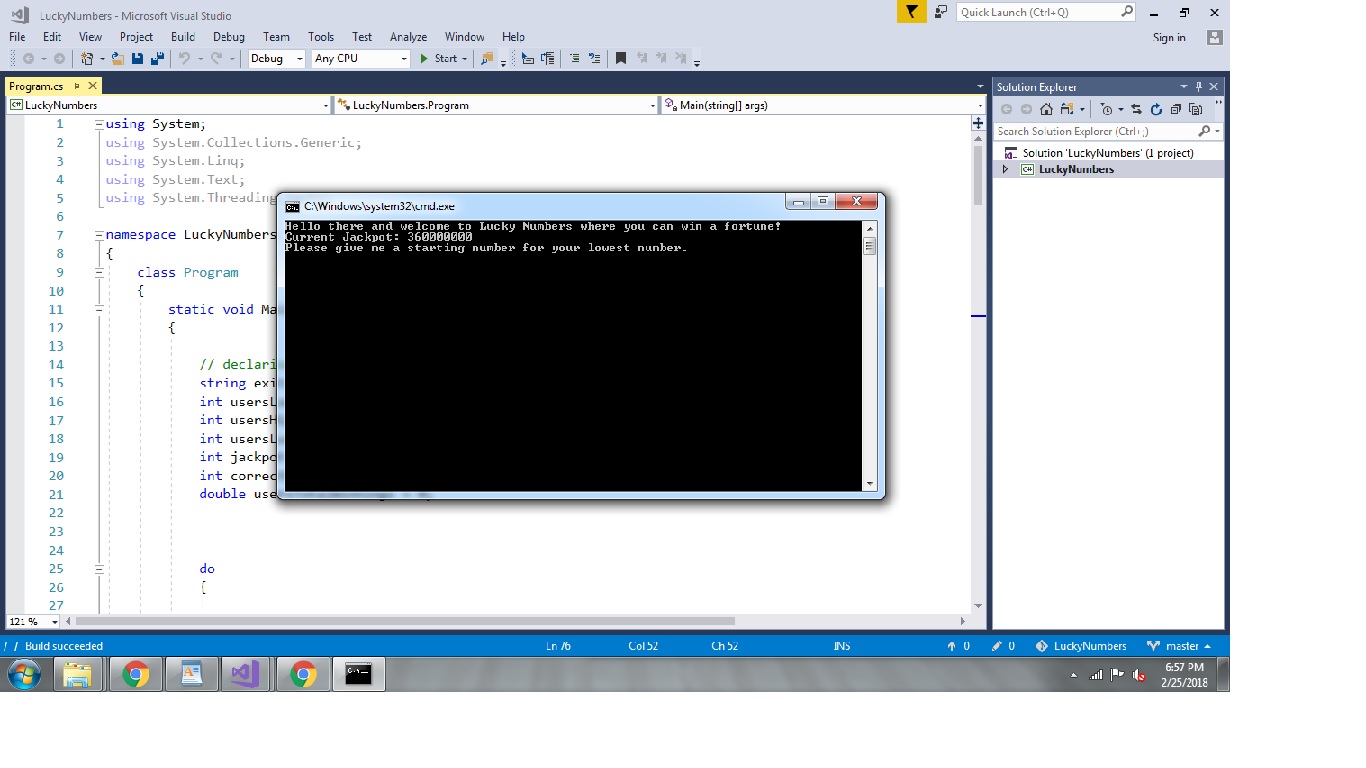 LuckyNumbers - Microsoft Visual Studio
Quick Launch (Ctrl+Q)
File Edit View Project Build Debug Team Tools Test Analyze Window Help
Sign in
Debug Any CPU Start
Program.cs
LuckyNumbers LuckyNumbers.Program Main(string[] args)
1 using System;
2 using System.Collections.Generic;
3 using System.Linq;
4 using System.Text;
5 using System.Threading
6
7 namespace LuckyNumbers
8 {
9 class Program
10 {
11 static void Ma
12 {
13
14 // declari
15 string exi
16 int usersL
17 int usersH
18 int usersL
19 int jackpo
20 int correc
21 double use
22
23
24
25 do
26 {
27
C:\Windows\system32\cmd.exe
Hello there and welcome to Lucky Numbers where you can win a fortune!
Current Jackpot: 360000000
Please give me a starting number for your lowest number.
Solution Explorer
Search Solution Explorer (Ctrl+;)
Solution 'LuckyNumbers' (1 project)
LuckyNumbers
121 %
Build succeeded Ln 76 Col 52 Ch 52 INS 0 0 LuckyNumbers master
6:57 PM
2/25/2018